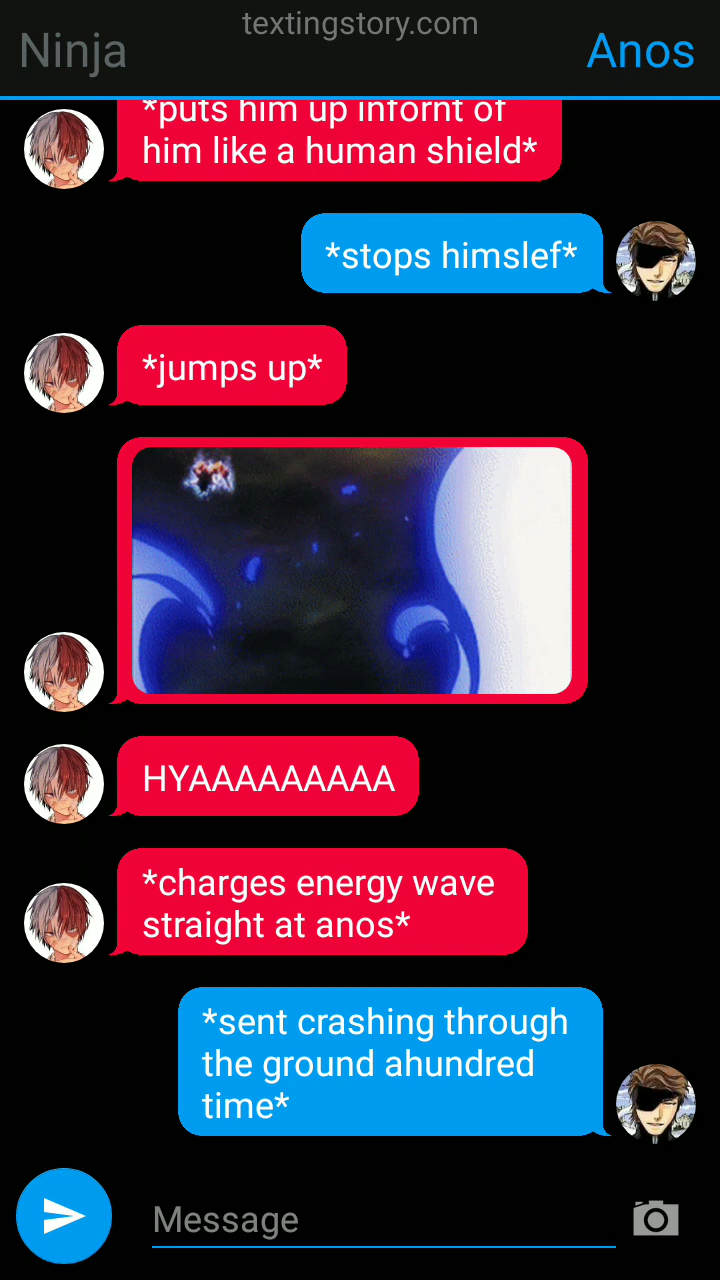 textingstory.com
Ninja
Anos
*puts him up infornt of
him like a human shield*
*stops himslef*
*jumps up*
HYAAAAAAAAA
*charges energy wave
straight at anos*
*sent crashing through
the ground ahundred
time*
Message